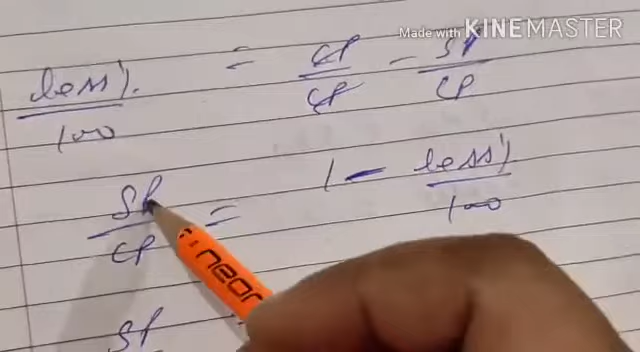 Made with KINEMASTER
loss% / 100 = CP / CP - SP / CP
SP / CP = 1 - loss% / 100
neon
SP